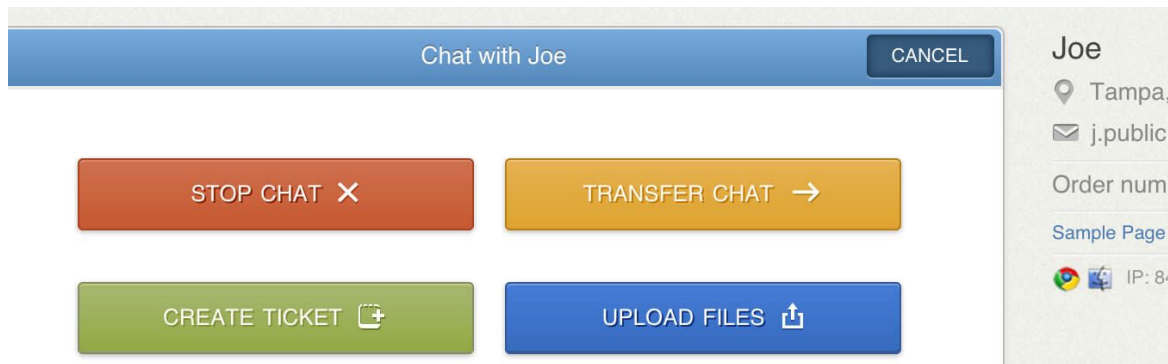 Chat with Joe
CANCEL
STOP CHAT
TRANSFER CHAT
CREATE TICKET
UPLOAD FILES
Joe
Tampa,
j.public
Order num
Sample Page
IP: 84